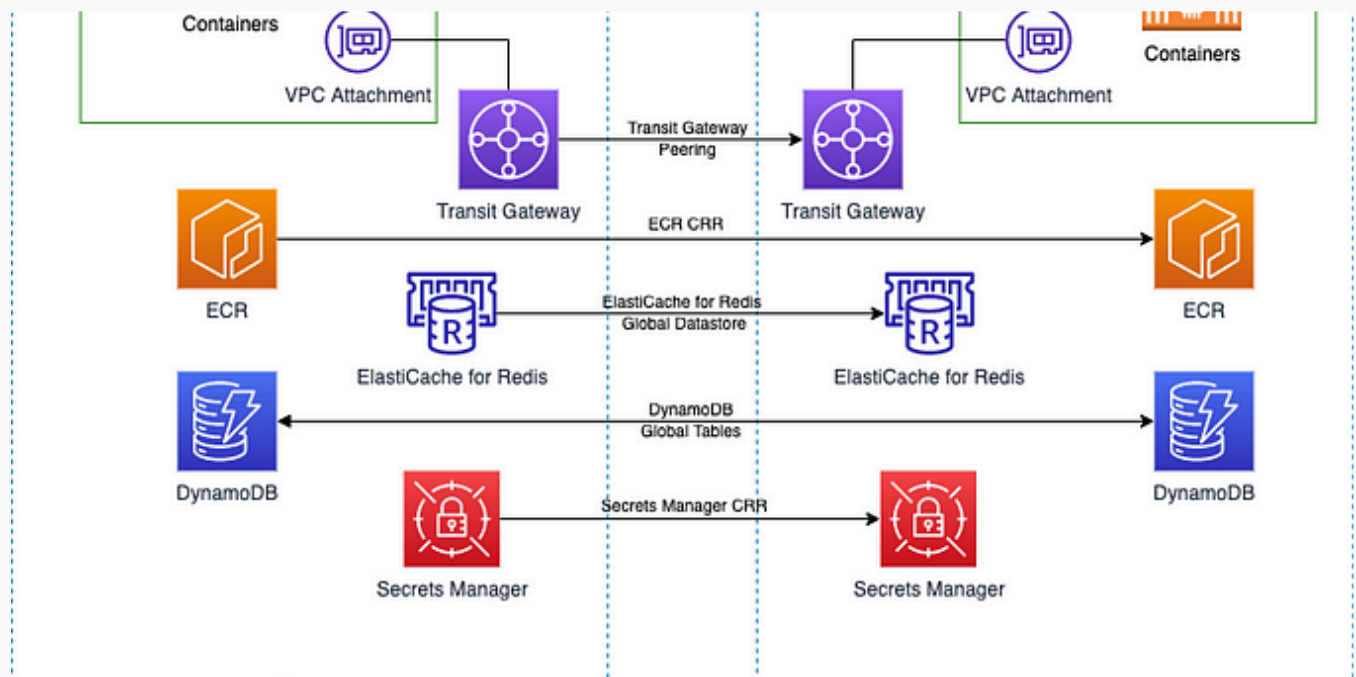 Containers
Containers
VPC Attachment
VPC Attachment
Transit Gateway
Peering
Transit Gateway
Transit Gateway
ECR CRR
ECR
ECR
ElastiCache for Redis
Global Datastore
ElastiCache for Redis
ElastiCache for Redis
DynamoDB
Global Tables
DynamoDB
DynamoDB
Secrets Manager CRR
Secrets Manager
Secrets Manager
R
R